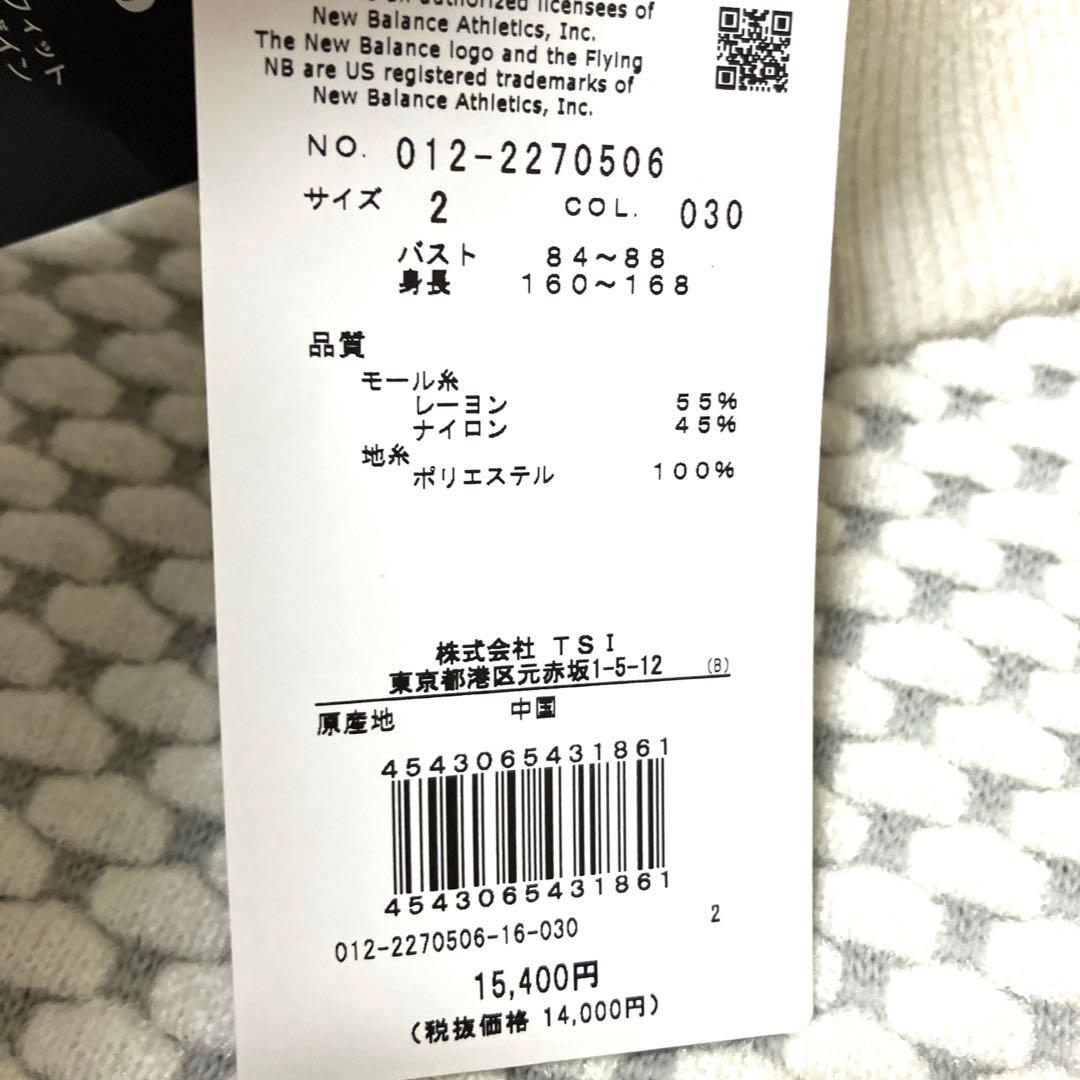 authorized licensees of
New Balance Athletics, Inc.
The New Balance logo and the Flying
NB are US registered trademarks of
New Balance Athletics, Inc.
NO. 012-2270506
サイズ 2 COL. 030
バスト 84~88
身長 160~168
品質
モール糸
レーヨン 55%
ナイロン 45%
地糸
ポリエステル 100%
株式会社 TSI
東京都港区元赤坂1-5-12 (B)
原産地 中国
4543065431861
4543065431861
012-2270506-16-030 2
15,400円
(税抜価格 14,000円)